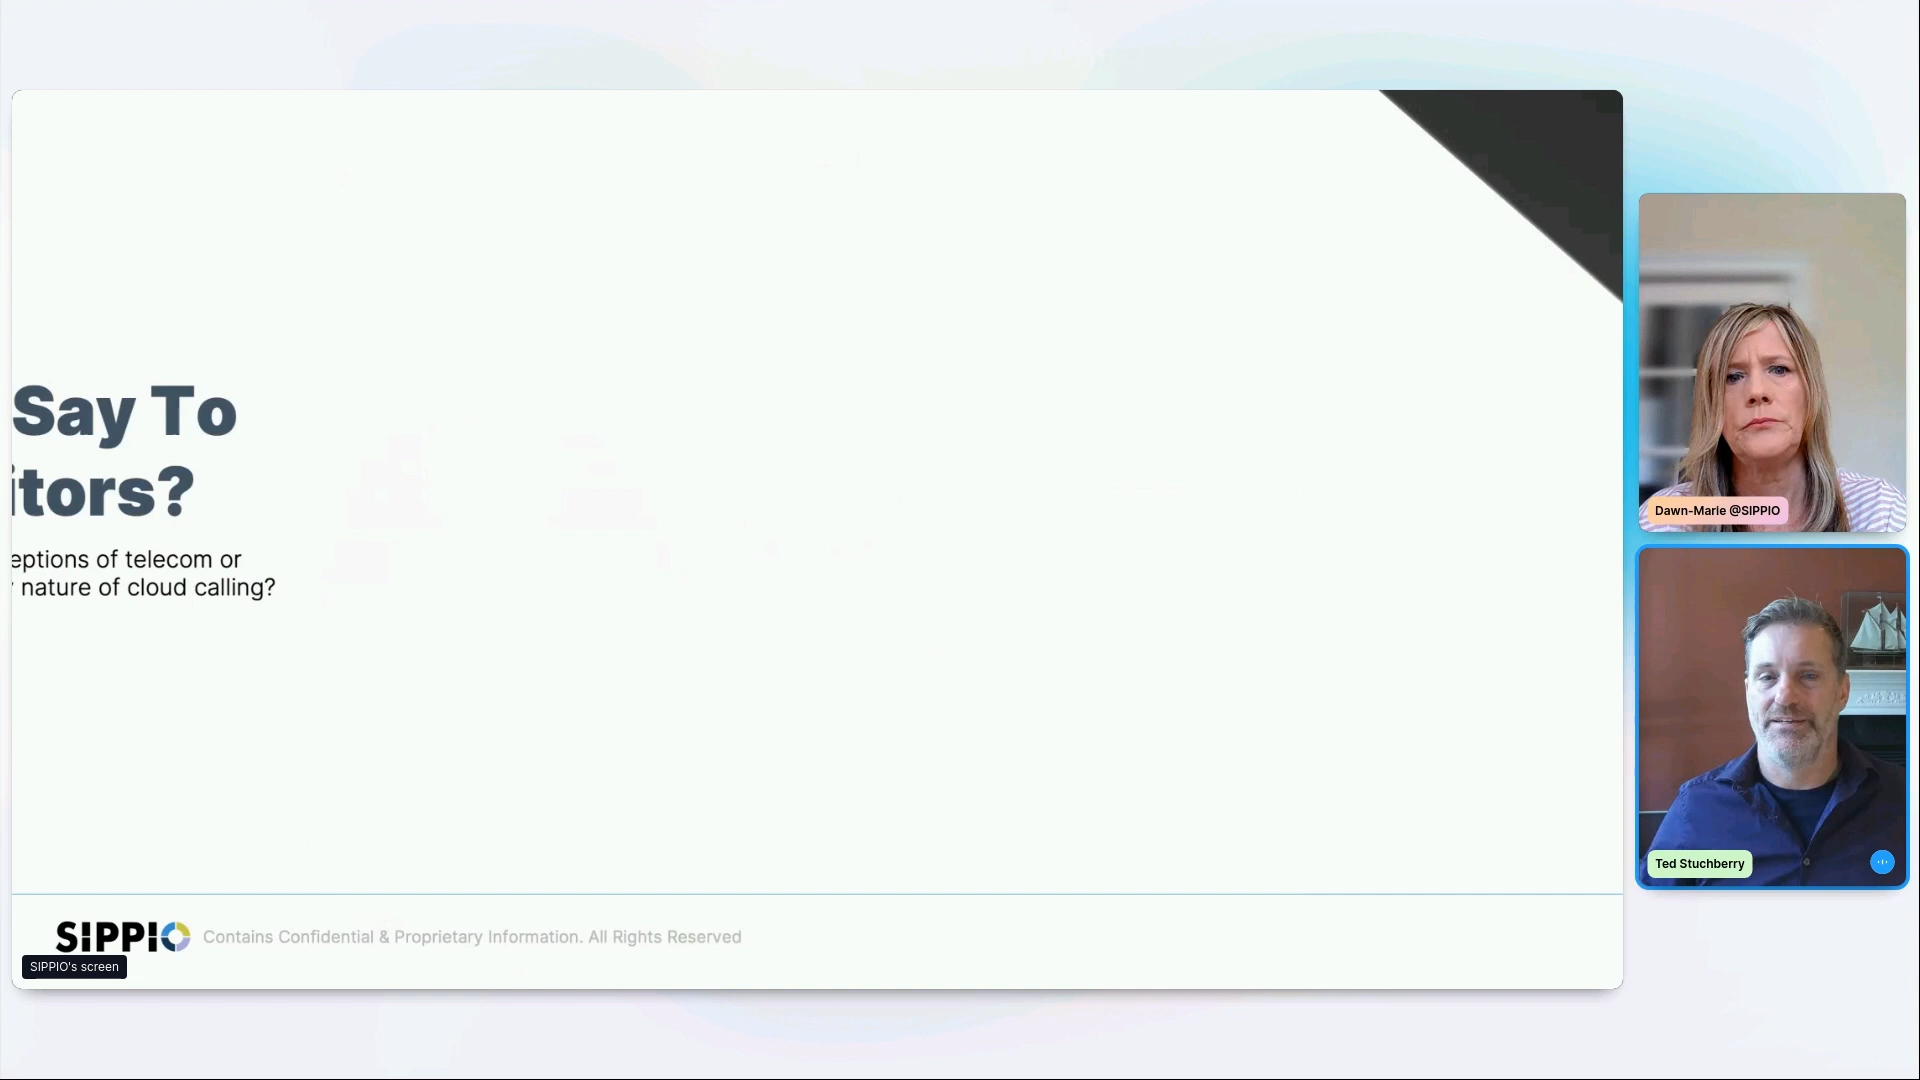 Say To
itors?
eptions of telecom or
nature of cloud calling?
SIPPIO Contains Confidential & Proprietary Information. All Rights Reserved
SIPPIO's screen
Dawn-Marie @SIPPIO
Ted Stuchberry